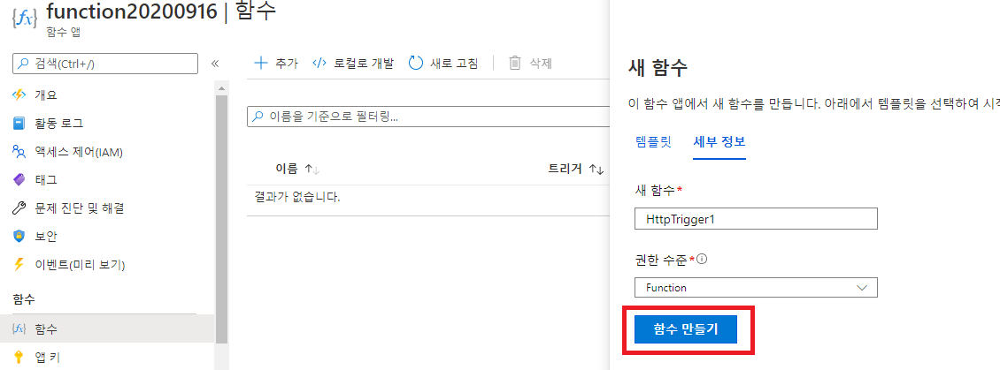 function20200916 | 함수
함수 앱
검색(Ctrl+/)
«
개요
활동 로그
액세스 제어(IAM)
태그
문제 진단 및 해결
보안
이벤트(미리 보기)
함수
함수
앱 키
추가
로컬로 개발
새로 고침
삭제
이름을 기준으로 필터링...
이름
트리거
결과가 없습니다.
새 함수
이 함수 앱에서 새 함수를 만듭니다. 아래에서 템플릿을 선택하여
템플릿
세부 정보
새 함수*
HttpTrigger1
권한 수준*
Function
함수 만들기